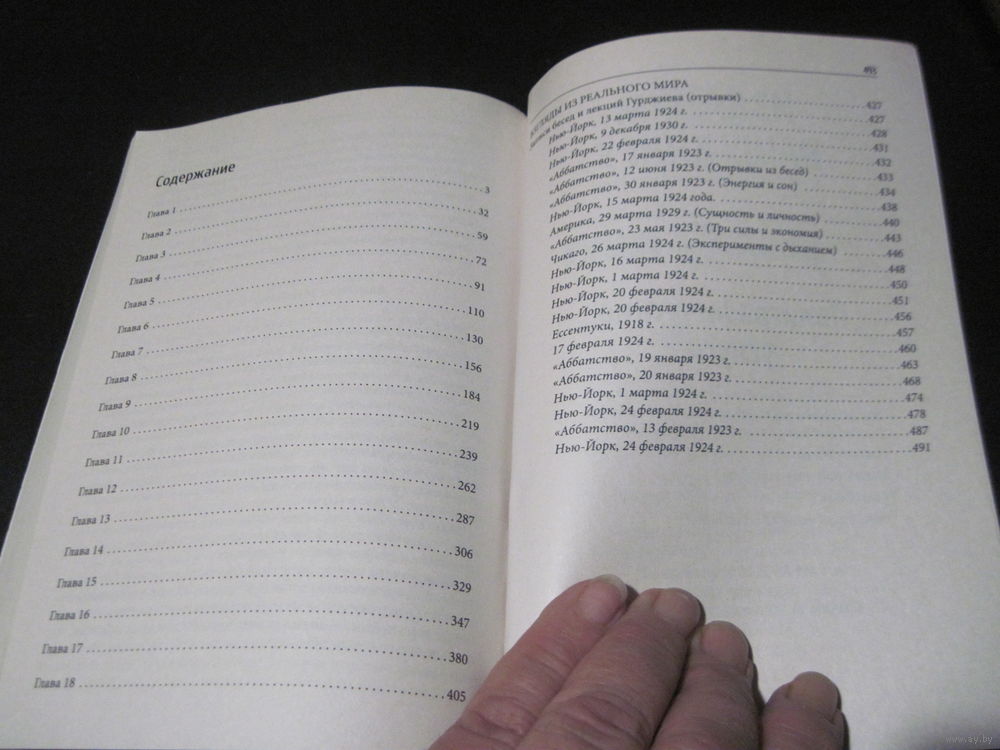 Содержание
Глава 1 ........ 3
Глава 2 ........ 32
Глава 3 ........ 59
Глава 4 ........ 72
Глава 5 ........ 91
Глава 6 ........ 110
Глава 7 ........ 130
Глава 8 ........ 156
Глава 9 ........ 184
Глава 10 ........ 219
Глава 11 ........ 239
Глава 12 ........ 262
Глава 13 ........ 287
Глава 14 ........ 306
Глава 15 ........ 329
Глава 16 ........ 347
Глава 17 ........ 380
Глава 18 ........ 405
ВЗГЛЯДЫ ИЗ РЕАЛЬНОГО МИРА
Записи бесед и лекций Гурджиева (отрывки) ........ 427
Нью-Йорк, 13 марта 1924 г. ........ 427
Нью-Йорк, 9 декабря 1930 г. ........ 428
Нью-Йорк, 22 февраля 1924 г. ........ 431
«Аббатство», 17 января 1923 г. ........ 432
«Аббатство», 12 июня 1923 г. (Отрывки из бесед) ........ 433
«Аббатство», 30 января 1923 г. (Энергия и сон) ........ 434
Нью-Йорк, 15 марта 1924 года. ........ 438
Америка, 29 марта 1929 г. (Сущность и личность) ........ 440
«Аббатство», 23 мая 1923 г. (Три силы и экономия) ........ 443
Чикаго, 26 марта 1924 г. (Эксперименты с дыханием) ........ 446
Нью-Йорк, 16 марта 1924 г. ........ 448
Нью-Йорк, 1 марта 1924 г. ........ 450
Нью-Йорк, 20 февраля 1924 г. ........ 451
Нью-Йорк, 20 февраля 1924 г. ........ 456
Ессентуки, 1918 г. ........ 457
17 февраля 1924 г. ........ 460
«Аббатство», 19 января 1923 г. ........ 463
«Аббатство», 20 января 1923 г. ........ 468
Нью-Йорк, 1 марта 1924 г. ........ 474
Нью-Йорк, 24 февраля 1924 г. ........ 478
«Аббатство», 13 февраля 1923 г. ........ 487
Нью-Йорк, 24 февраля 1924 г. ........ 491
www.ay.by